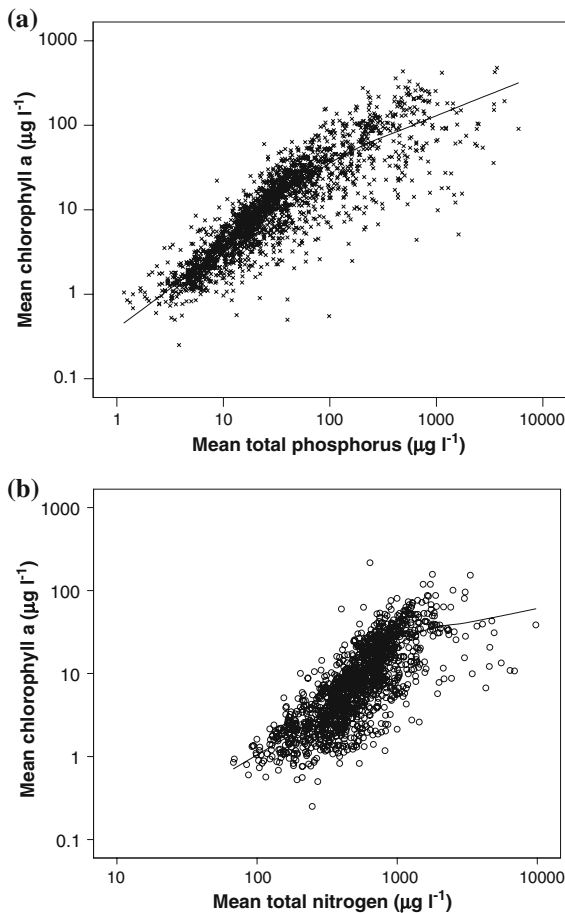 (a)
1000
100
10
1
0.1
Mean chlorophyll a (µg l-1)
1 10 100 1000 10000
Mean total phosphorus (µg l-1)
(b)
1000
100
10
1
0.1
Mean chlorophyll a (µg l-1)
10 100 1000 10000
Mean total nitrogen (µg l-1)